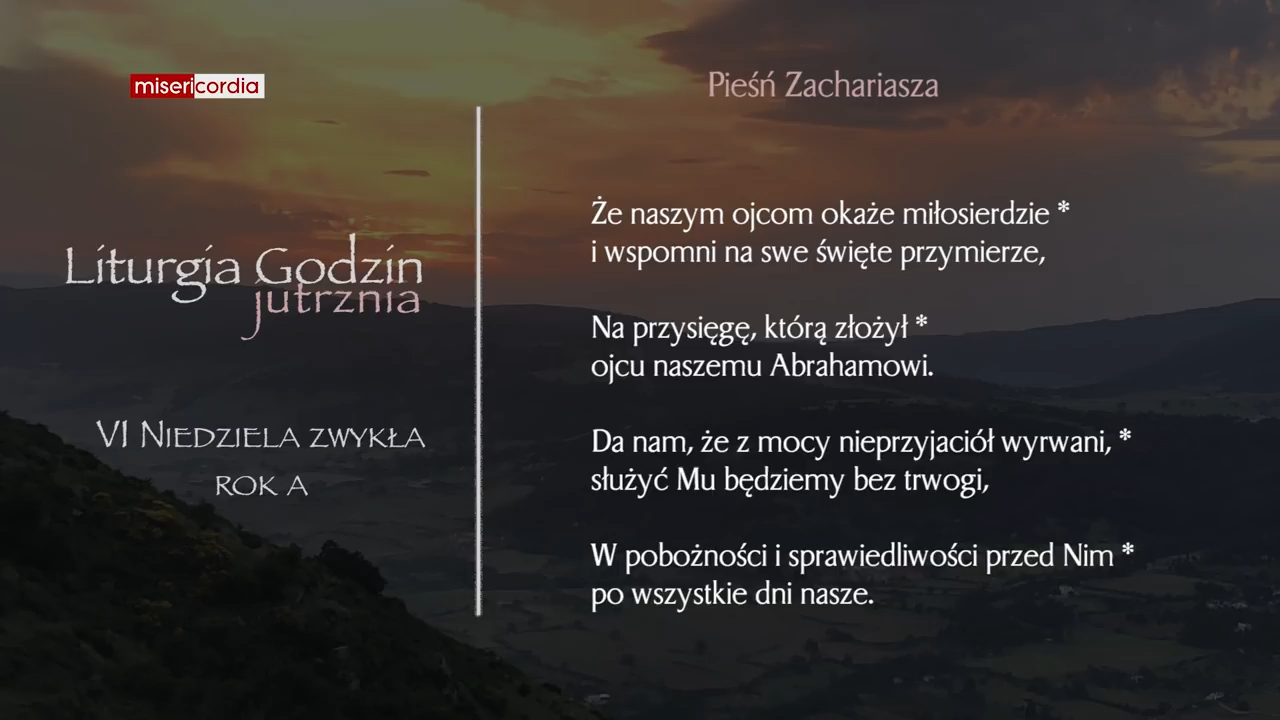 misericordia
Liturgia Godzin
jutrznia
VI Niedziela zwykła
rok A
Pieśń Zachariasza
Że naszym ojcom okaże miłosierdzie *
i wspomni na swe święte przymierze,
Na przysięgę, którą złożył *
ojcu naszemu Abrahamowi.
Da nam, że z mocy nieprzyjaciół wyrwani, *
służyć Mu będziemy bez trwogi,
W pobożności i sprawiedliwości przed Nim *
po wszystkie dni nasze.